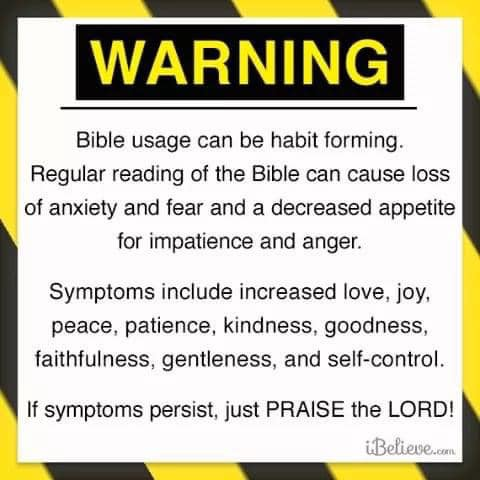 WARNING
Bible usage can be habit forming.
Regular reading of the Bible can cause loss
of anxiety and fear and a decreased appetite
for impatience and anger.
Symptoms include increased love, joy,
peace, patience, kindness, goodness,
faithfulness, gentleness, and self-control.
If symptoms persist, just PRAISE the LORD!
iBelieve.com